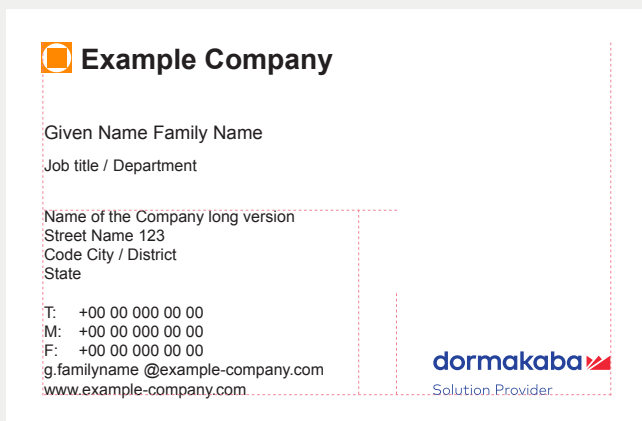 Example Company
Given Name Family Name
Job title / Department
Name of the Company long version
Street Name 123
Code City / District
State
T: +00 00 000 00 00
M: +00 00 000 00 00
F: +00 00 000 00 00
g.familyname @example-company.com
www.example-company.com
dormakaba
Solution Provider